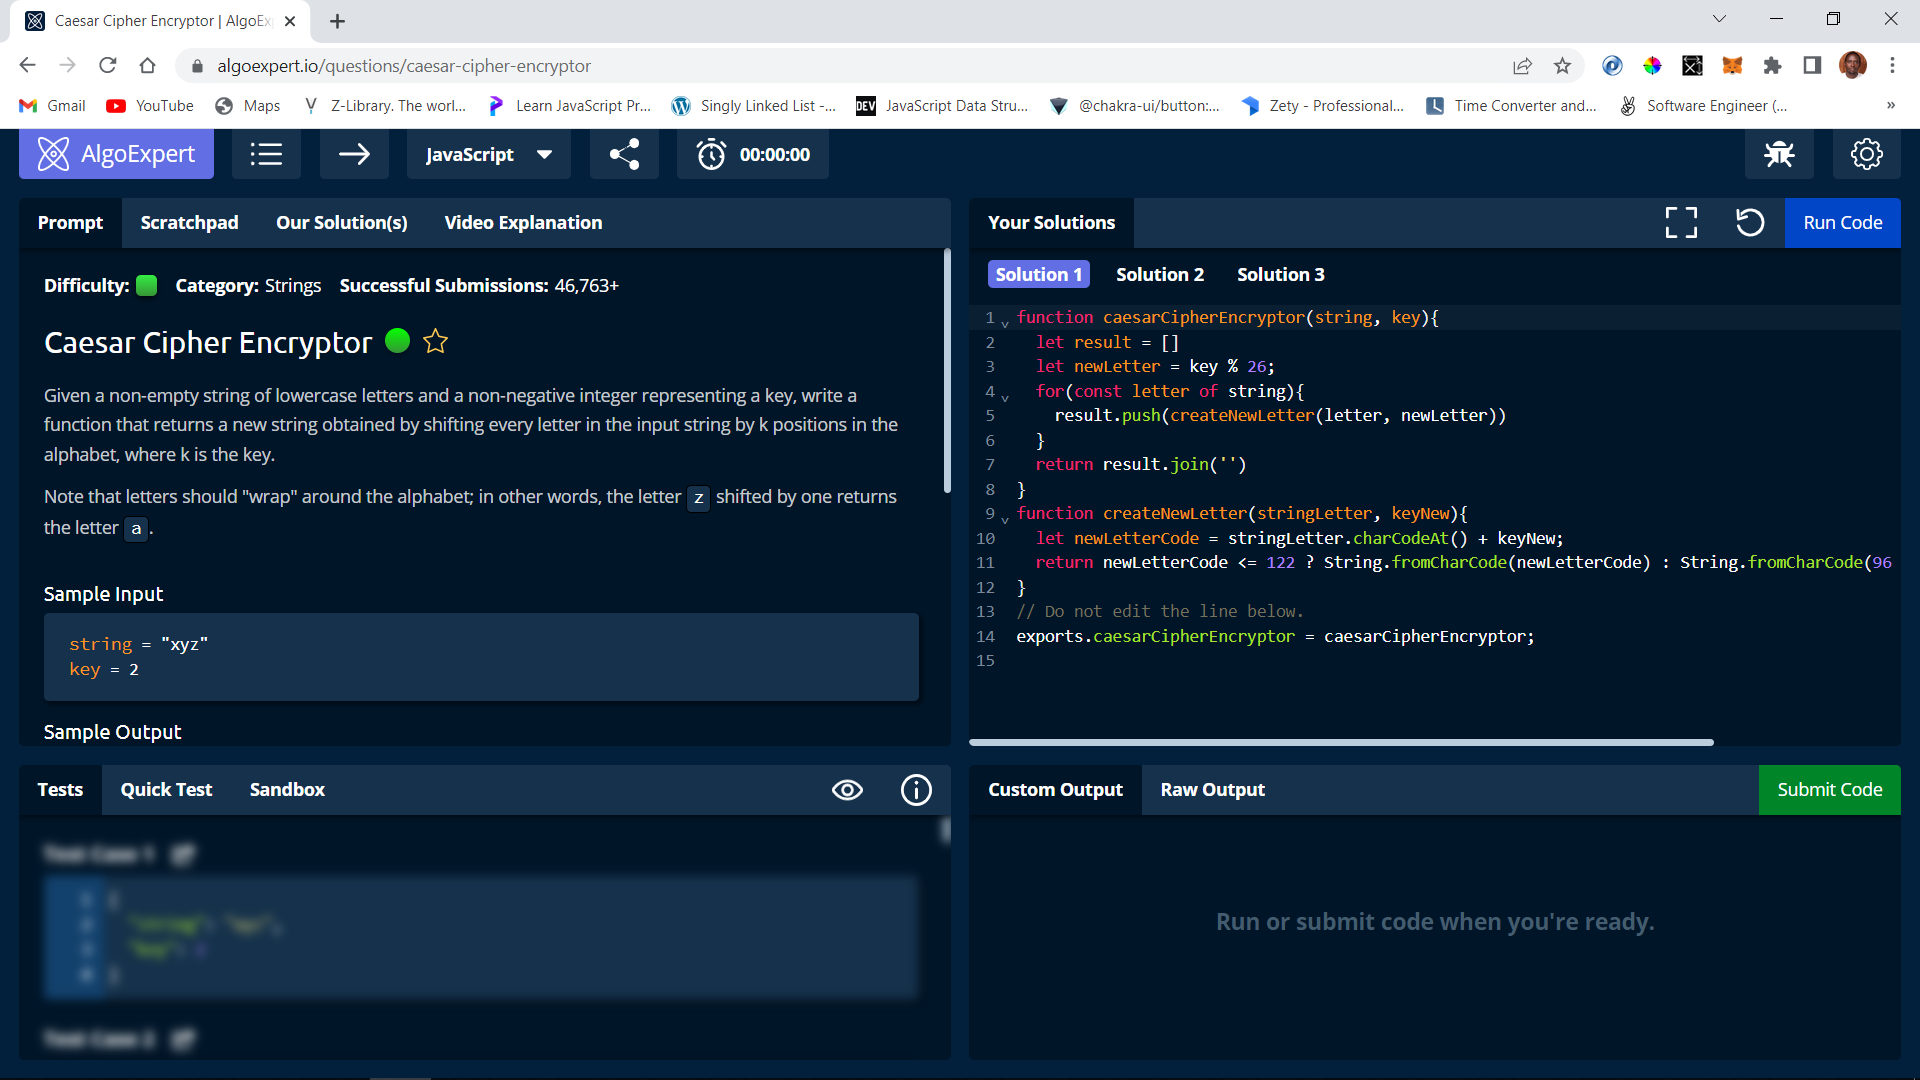 Caesar Cipher Encryptor | AlgoEx
algoexpert.io/questions/caesar-cipher-encryptor
Gmail
YouTube
Maps
Z-Library. The worl...
Learn JavaScript Pr...
Singly Linked List -...
DEV
JavaScript Data Stru...
@chakra-ui/button:...
Zety - Professional...
Time Converter and...
Software Engineer (...
»
AlgoExpert
JavaScript
00:00:00
Prompt
Scratchpad
Our Solution(s)
Video Explanation
Difficulty:
Category: Strings
Successful Submissions: 46,763+
Caesar Cipher Encryptor
Given a non-empty string of lowercase letters and a non-negative integer representing a key, write a
function that returns a new string obtained by shifting every letter in the input string by k positions in the
alphabet, where k is the key.
Note that letters should "wrap" around the alphabet; in other words, the letter z shifted by one returns
the letter a.
Sample Input
string = "xyz"
key = 2
Sample Output
Your Solutions
Run Code
Solution 1
Solution 2
Solution 3
1 function caesarCipherEncryptor(string, key){
2 let result = []
3 let newLetter = key % 26;
4 for(const letter of string){
5 result.push(createNewLetter(letter, newLetter))
6 }
7 return result.join('')
8 }
9 function createNewLetter(stringLetter, keyNew){
10 let newLetterCode = stringLetter.charCodeAt() + keyNew;
11 return newLetterCode <= 122 ? String.fromCharCode(newLetterCode) : String.fromCharCode(96
12 }
13 // Do not edit the line below.
14 exports.caesarCipherEncryptor = caesarCipherEncryptor;
15
Tests
Quick Test
Sandbox
Custom Output
Raw Output
Submit Code
Run or submit code when you're ready.